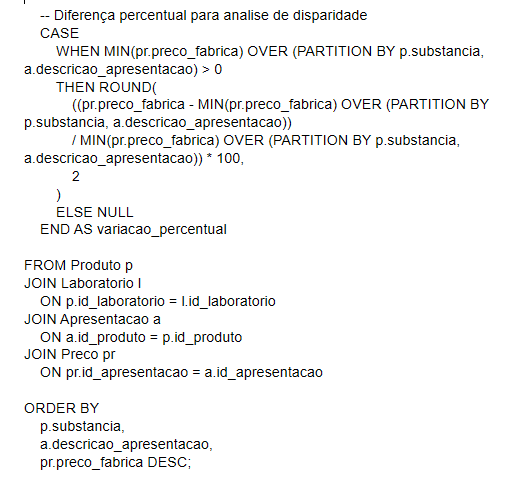 -- Diferença percentual para analise de disparidade
CASE
WHEN MIN(pr.preco_fabrica) OVER (PARTITION BY p.substancia,
a.descricao_apresentacao) > 0
THEN ROUND(
((pr.preco_fabrica - MIN(pr.preco_fabrica) OVER (PARTITION BY
p.substancia, a.descricao_apresentacao))
/ MIN(pr.preco_fabrica) OVER (PARTITION BY p.substancia,
a.descricao_apresentacao)) * 100,
2
)
ELSE NULL
END AS variacao_percentual
FROM Produto p
JOIN Laboratorio l
ON p.id_laboratorio = l.id_laboratorio
JOIN Apresentacao a
ON a.id_produto = p.id_produto
JOIN Preco pr
ON pr.id_apresentacao = a.id_apresentacao
ORDER BY
p.substancia,
a.descricao_apresentacao,
pr.preco_fabrica DESC;